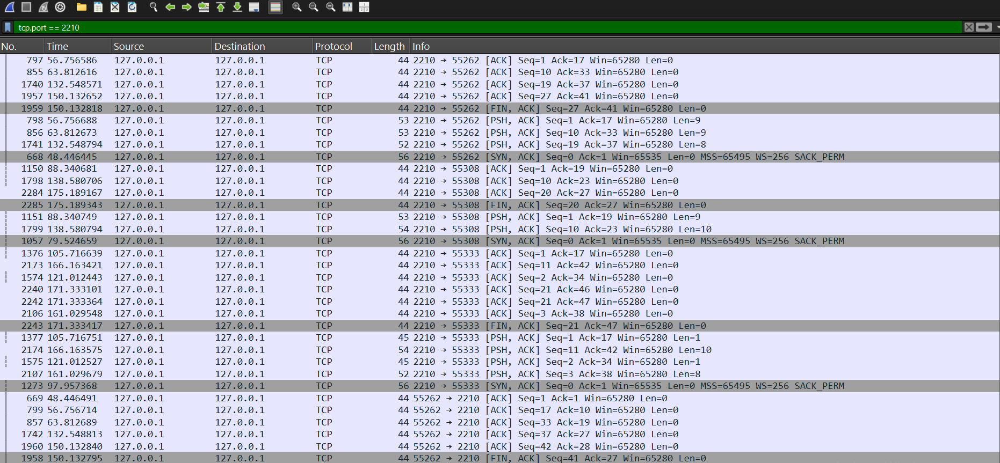 tcp.port == 2210
No. Time Source Destination Protocol Length Info
797 56.756586 127.0.0.1 127.0.0.1 TCP 44 2210 → 55262 [ACK] Seq=1 Ack=17 Win=65280 Len=0
855 63.812616 127.0.0.1 127.0.0.1 TCP 44 2210 → 55262 [ACK] Seq=10 Ack=33 Win=65280 Len=0
1740 132.548571 127.0.0.1 127.0.0.1 TCP 44 2210 → 55262 [ACK] Seq=19 Ack=37 Win=65280 Len=0
1957 150.132652 127.0.0.1 127.0.0.1 TCP 44 2210 → 55262 [ACK] Seq=27 Ack=41 Win=65280 Len=0
1959 150.132818 127.0.0.1 127.0.0.1 TCP 44 2210 → 55262 [FIN, ACK] Seq=27 Ack=41 Win=65280 Len=0
798 56.756688 127.0.0.1 127.0.0.1 TCP 53 2210 → 55262 [PSH, ACK] Seq=1 Ack=17 Win=65280 Len=9
856 63.812673 127.0.0.1 127.0.0.1 TCP 53 2210 → 55262 [PSH, ACK] Seq=10 Ack=33 Win=65280 Len=9
1741 132.548794 127.0.0.1 127.0.0.1 TCP 52 2210 → 55262 [PSH, ACK] Seq=19 Ack=37 Win=65280 Len=8
668 48.446445 127.0.0.1 127.0.0.1 TCP 56 2210 → 55262 [SYN, ACK] Seq=0 Ack=1 Win=65535 Len=0 MSS=65495 WS=256 SACK_PERM
1150 88.340681 127.0.0.1 127.0.0.1 TCP 44 2210 → 55308 [ACK] Seq=1 Ack=19 Win=65280 Len=0
1798 138.580706 127.0.0.1 127.0.0.1 TCP 44 2210 → 55308 [ACK] Seq=10 Ack=23 Win=65280 Len=0
2284 175.189167 127.0.0.1 127.0.0.1 TCP 44 2210 → 55308 [ACK] Seq=20 Ack=27 Win=65280 Len=0
2285 175.189343 127.0.0.1 127.0.0.1 TCP 44 2210 → 55308 [FIN, ACK] Seq=20 Ack=27 Win=65280 Len=0
1151 88.340749 127.0.0.1 127.0.0.1 TCP 53 2210 → 55308 [PSH, ACK] Seq=1 Ack=19 Win=65280 Len=9
1799 138.580794 127.0.0.1 127.0.0.1 TCP 54 2210 → 55308 [PSH, ACK] Seq=10 Ack=23 Win=65280 Len=10
1057 79.524659 127.0.0.1 127.0.0.1 TCP 56 2210 → 55308 [SYN, ACK] Seq=0 Ack=1 Win=65535 Len=0 MSS=65495 WS=256 SACK_PERM
1376 105.716639 127.0.0.1 127.0.0.1 TCP 44 2210 → 55333 [ACK] Seq=1 Ack=17 Win=65280 Len=0
2173 166.163421 127.0.0.1 127.0.0.1 TCP 44 2210 → 55333 [ACK] Seq=11 Ack=42 Win=65280 Len=0
1574 121.012443 127.0.0.1 127.0.0.1 TCP 44 2210 → 55333 [ACK] Seq=2 Ack=34 Win=65280 Len=0
2240 171.333101 127.0.0.1 127.0.0.1 TCP 44 2210 → 55333 [ACK] Seq=21 Ack=46 Win=65280 Len=0
2242 171.333364 127.0.0.1 127.0.0.1 TCP 44 2210 → 55333 [ACK] Seq=21 Ack=47 Win=65280 Len=0
2106 161.029548 127.0.0.1 127.0.0.1 TCP 44 2210 → 55333 [ACK] Seq=3 Ack=38 Win=65280 Len=0
2243 171.333417 127.0.0.1 127.0.0.1 TCP 44 2210 → 55333 [FIN, ACK] Seq=21 Ack=47 Win=65280 Len=0
1377 105.716751 127.0.0.1 127.0.0.1 TCP 45 2210 → 55333 [PSH, ACK] Seq=1 Ack=17 Win=65280 Len=1
2174 166.163575 127.0.0.1 127.0.0.1 TCP 54 2210 → 55333 [PSH, ACK] Seq=11 Ack=42 Win=65280 Len=10
1575 121.012527 127.0.0.1 127.0.0.1 TCP 45 2210 → 55333 [PSH, ACK] Seq=2 Ack=34 Win=65280 Len=1
2107 161.029679 127.0.0.1 127.0.0.1 TCP 52 2210 → 55333 [PSH, ACK] Seq=3 Ack=38 Win=65280 Len=8
1273 97.957368 127.0.0.1 127.0.0.1 TCP 56 2210 → 55333 [SYN, ACK] Seq=0 Ack=1 Win=65535 Len=0 MSS=65495 WS=256 SACK_PERM
669 48.446491 127.0.0.1 127.0.0.1 TCP 44 55262 → 2210 [ACK] Seq=1 Ack=1 Win=65280 Len=0
799 56.756714 127.0.0.1 127.0.0.1 TCP 44 55262 → 2210 [ACK] Seq=17 Ack=10 Win=65280 Len=0
857 63.812689 127.0.0.1 127.0.0.1 TCP 44 55262 → 2210 [ACK] Seq=33 Ack=19 Win=65280 Len=0
1742 132.548813 127.0.0.1 127.0.0.1 TCP 44 55262 → 2210 [ACK] Seq=37 Ack=27 Win=65280 Len=0
1960 150.132840 127.0.0.1 127.0.0.1 TCP 44 55262 → 2210 [ACK] Seq=42 Ack=28 Win=65280 Len=0
1958 150.132795 127.0.0.1 127.0.0.1 TCP 44 55262 → 2210 [FIN, ACK] Seq=41 Ack=27 Win=65280 Len=0